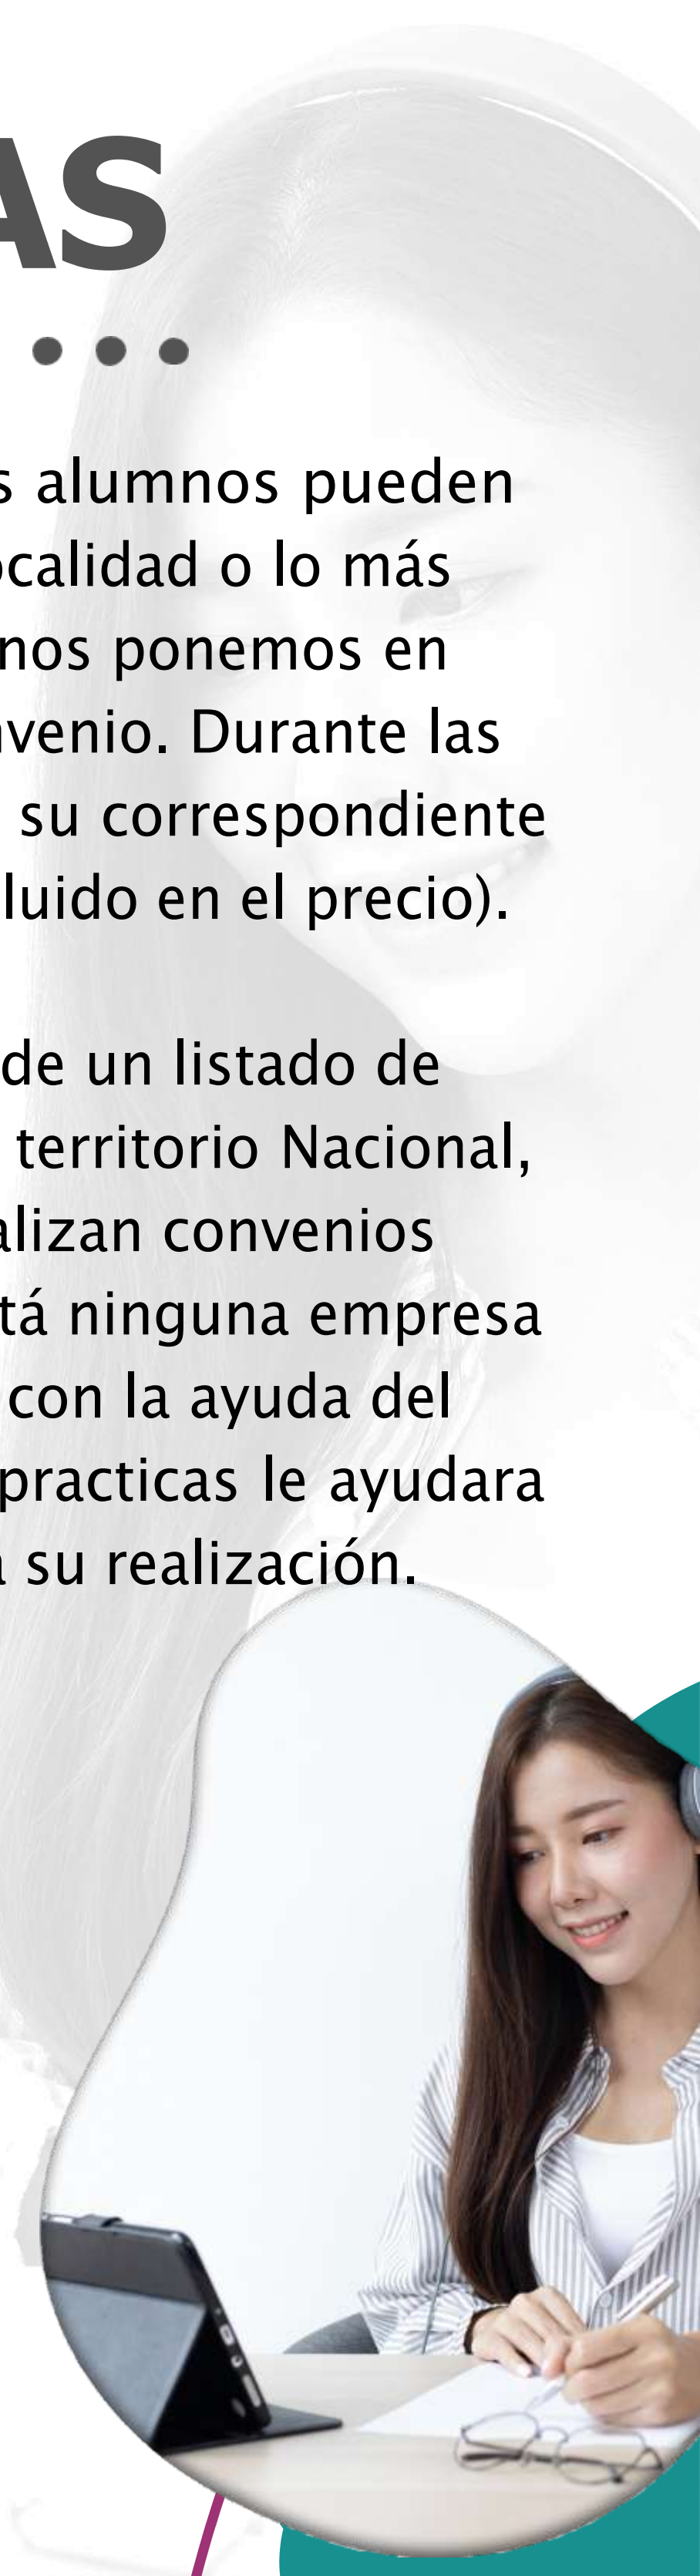 AS
s alumnos pueden
ocalidad o lo más
nos ponemos en
nvenio. Durante las
su correspondiente
luido en el precio).
de un listado de
territorio Nacional,
alizan convenios
tá ninguna empresa
con la ayuda del
practicas le ayudara
a su realización.